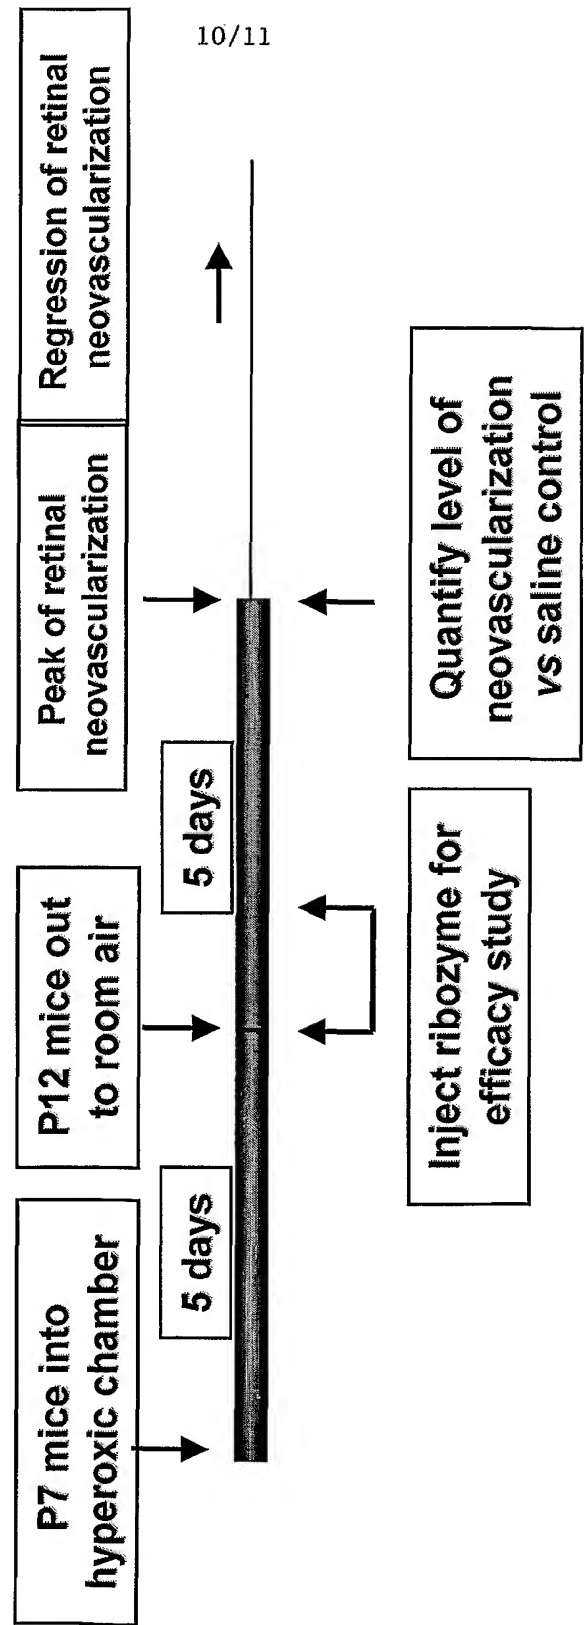 10/11
P7 mice into
hyperoxic chamber
5 days
P12 mice out
to room air
5 days
Peak of retinal
neovascularization
Regression of retinal
neovascularization
Inject ribozyme for
efficacy study
Quantify level of
neovascularization
vs saline control